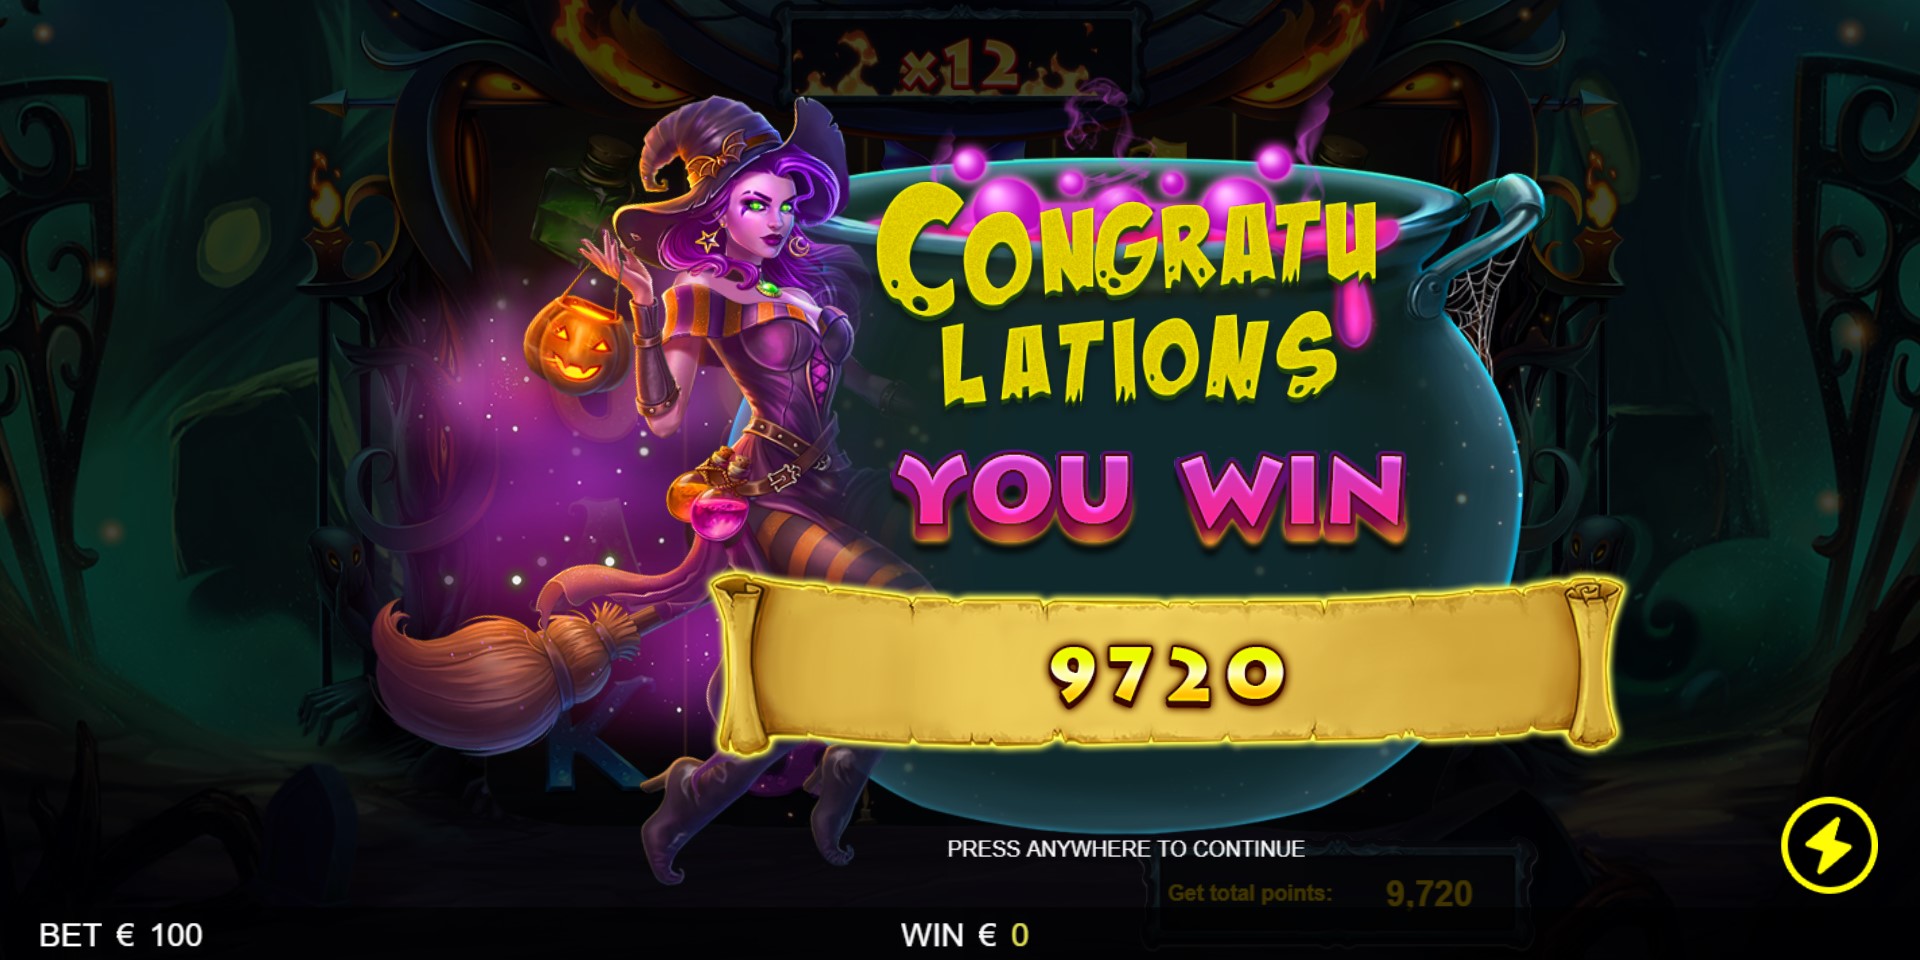 x12
CONGRATU
LATIONS
YOU WIN
9720
PRESS ANYWHERE TO CONTINUE
Get total points: 9,720
BET € 100
WIN € 0
K